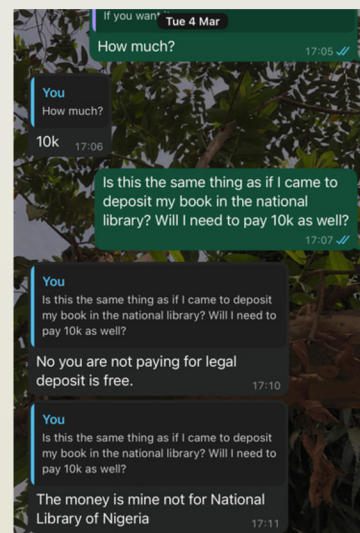 If you want
Tue 4 Mar
How much?
17:05
You
How much?
10k
17:06
Is this the same thing as if I came to
deposit my book in the national
library? Will I need to pay 10k as well?
17:07
You
Is this the same thing as if I came to deposit
my book in the national library? Will I need to
pay 10k as well?
No you are not paying for legal
deposit is free.
17:10
You
Is this the same thing as if I came to deposit
my book in the national library? Will I need to
pay 10k as well?
The money is mine not for National
Library of Nigeria
17:11